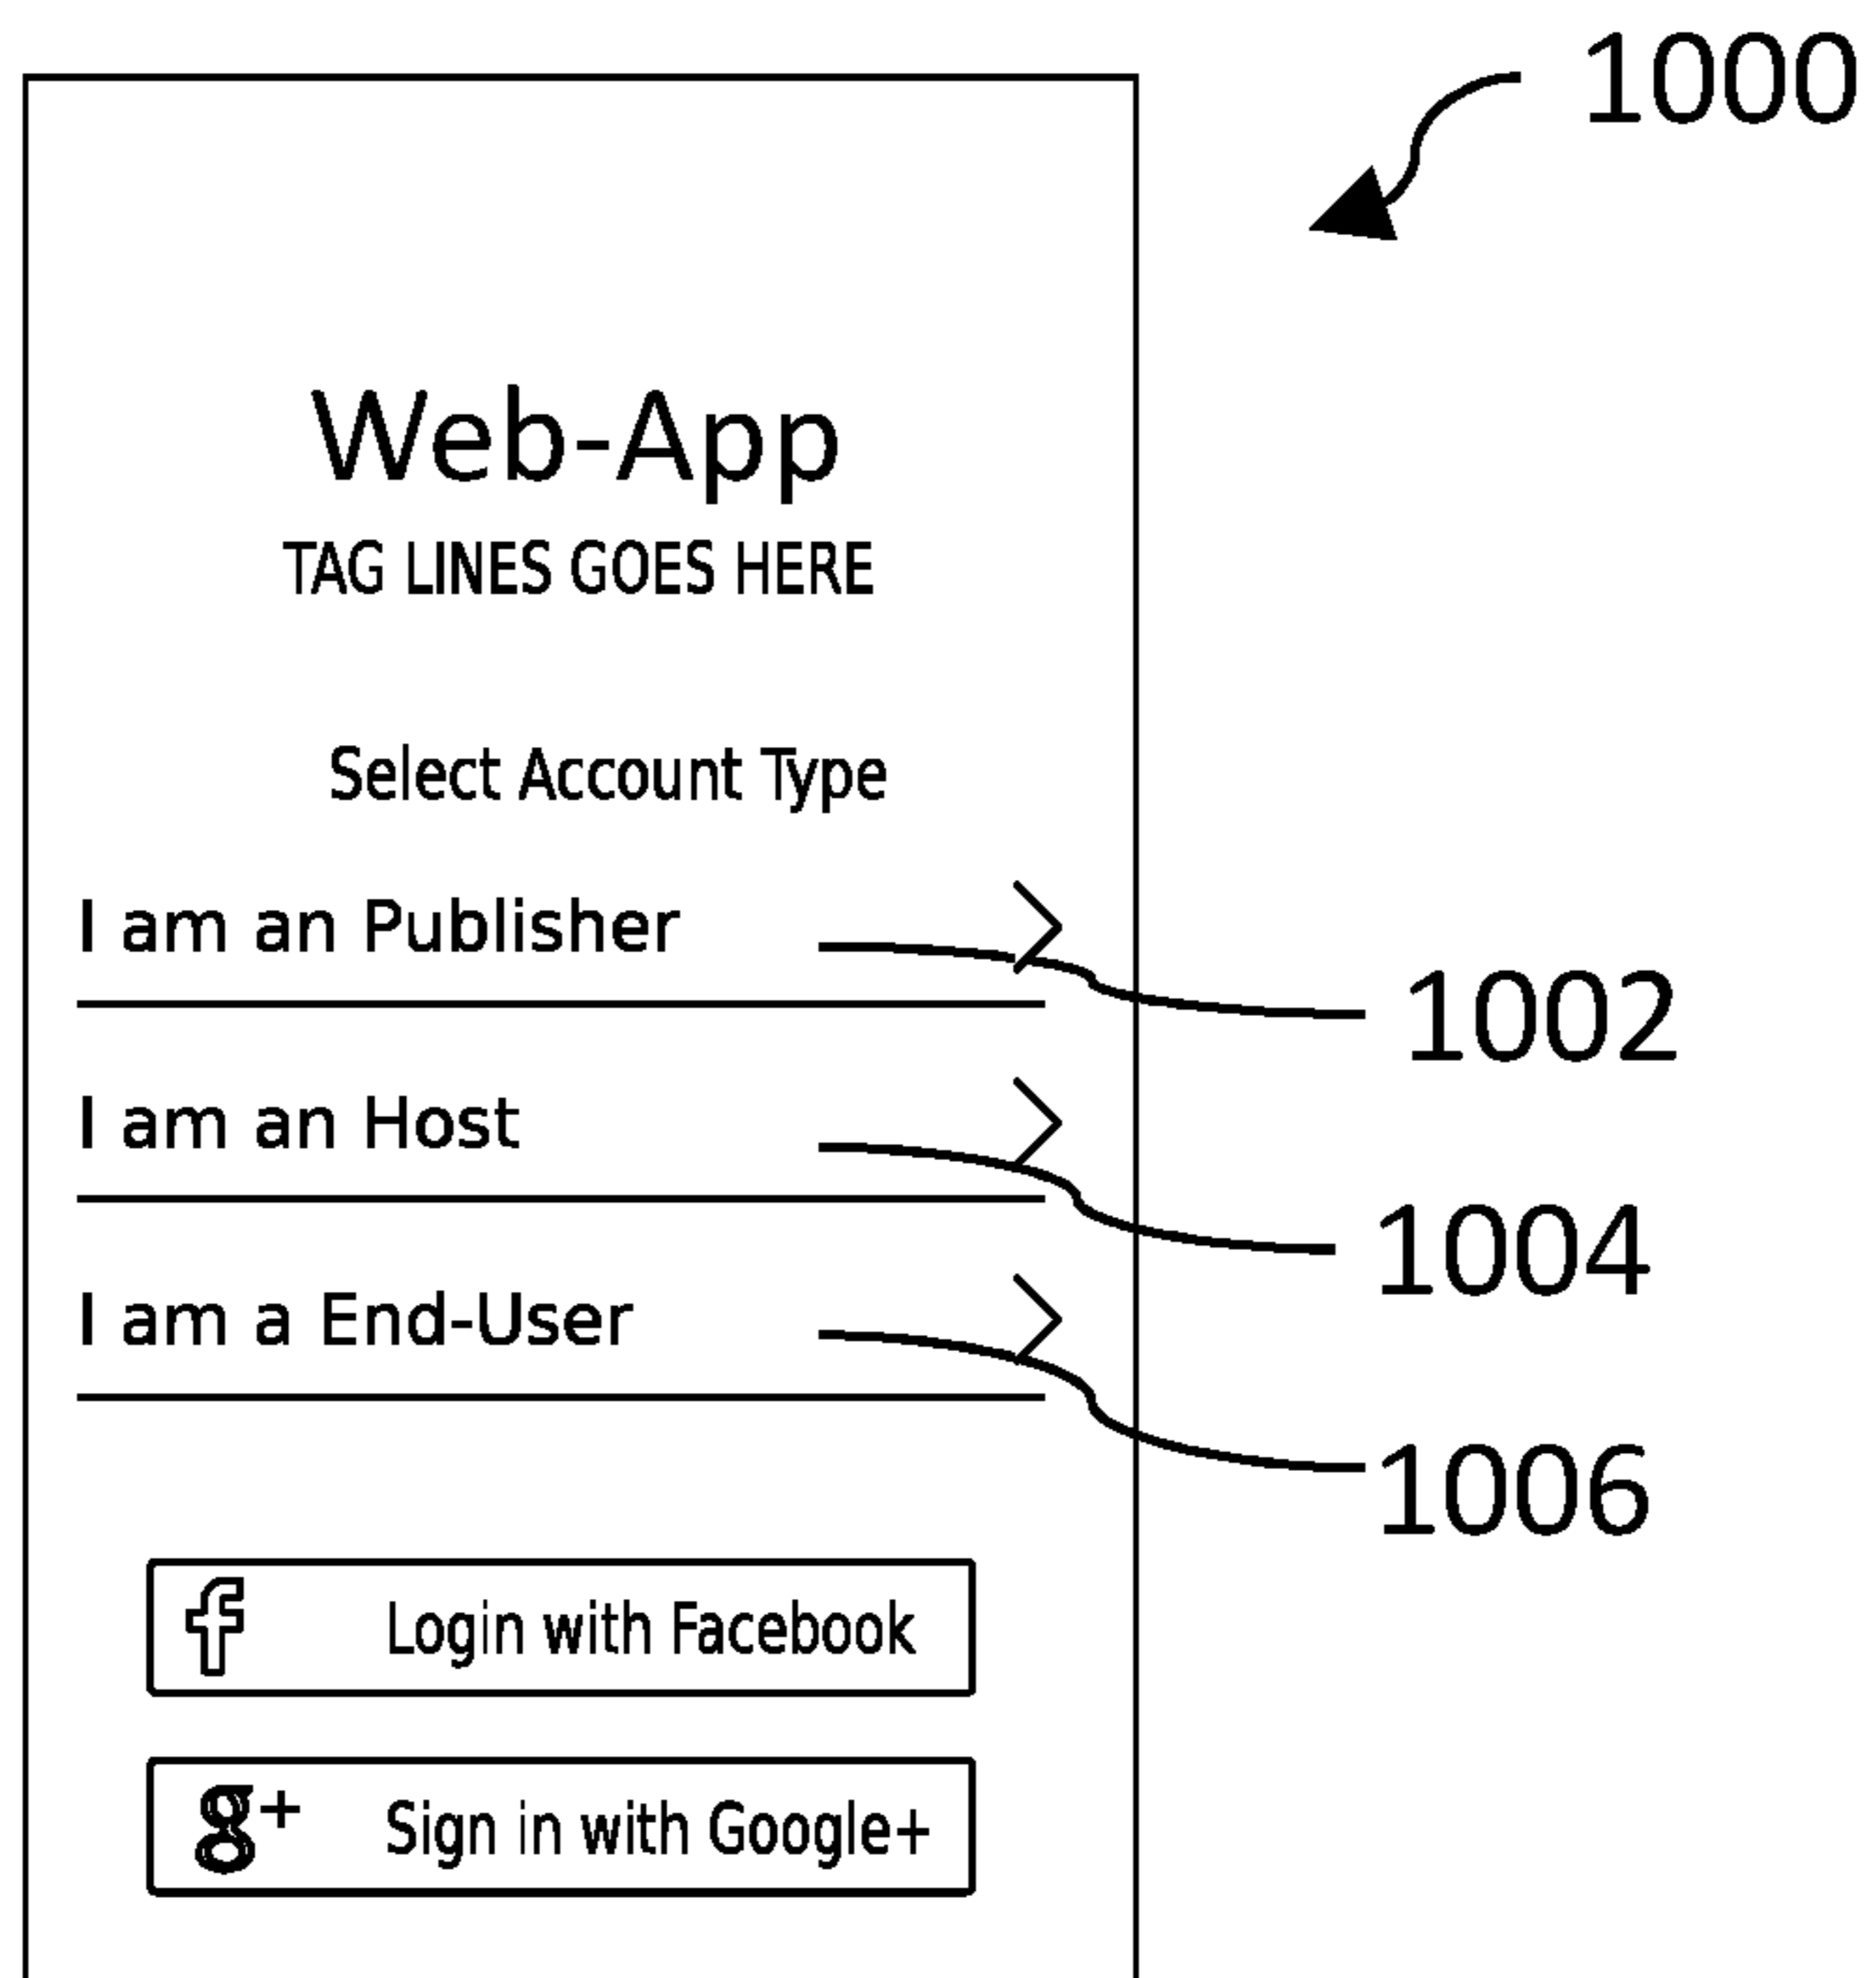 1000
Web-App
TAG LINES GOES HERE
Select Account Type
I am an Publisher
1002
I am an Host
1004
I am a End-User
1006
f Login with Facebook
g+ Sign in with Google+